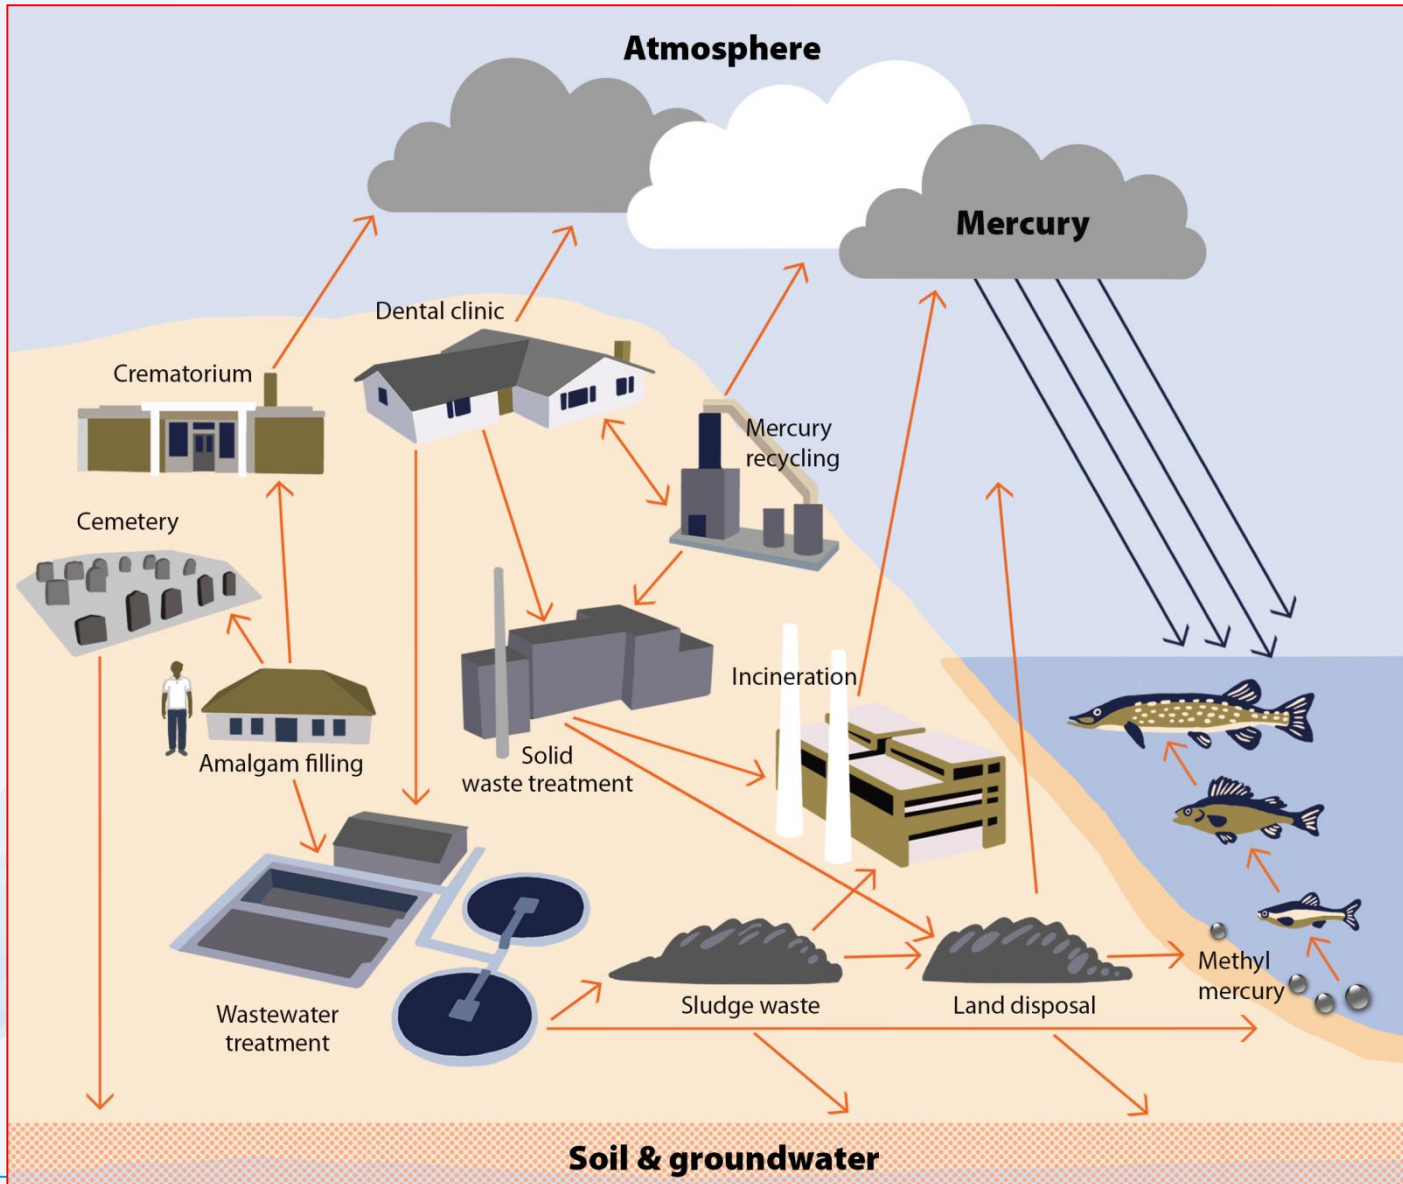 Atmosphere
Mercury
Dental clinic
Crematorium
Mercury
recycling
Cemetery
Incineration
Amalgam filling
Solid
waste treatment
Methyl
mercury
Sludge waste
Land disposal
Wastewater
treatment
Soil & groundwater